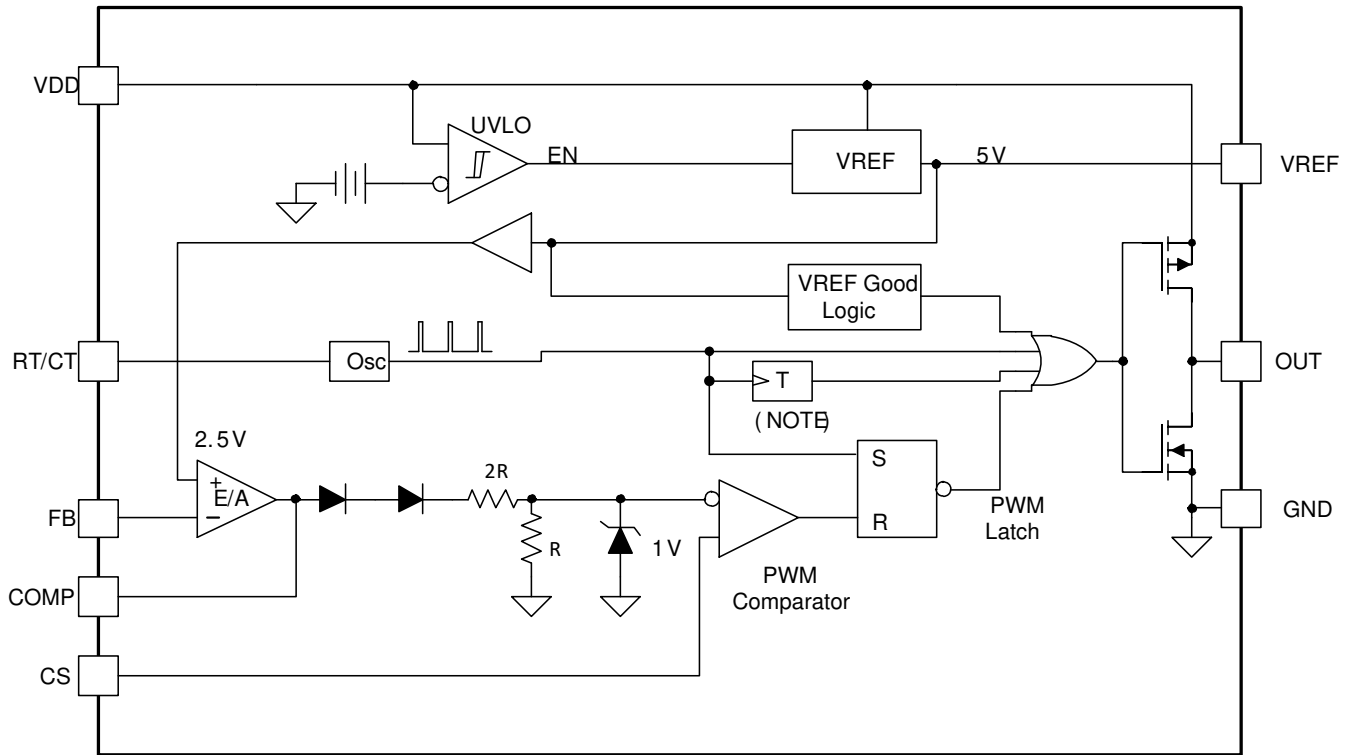 VDD
UVLO
EN
VREF
5V
VREF
VREF Good
Logic
RT/CT
Osc
T
(NOTE)
OUT
2.5V
+
E/A
−
FB
2R
R
1V
S
R
PWM
Latch
GND
COMP
PWM
Comparator
CS